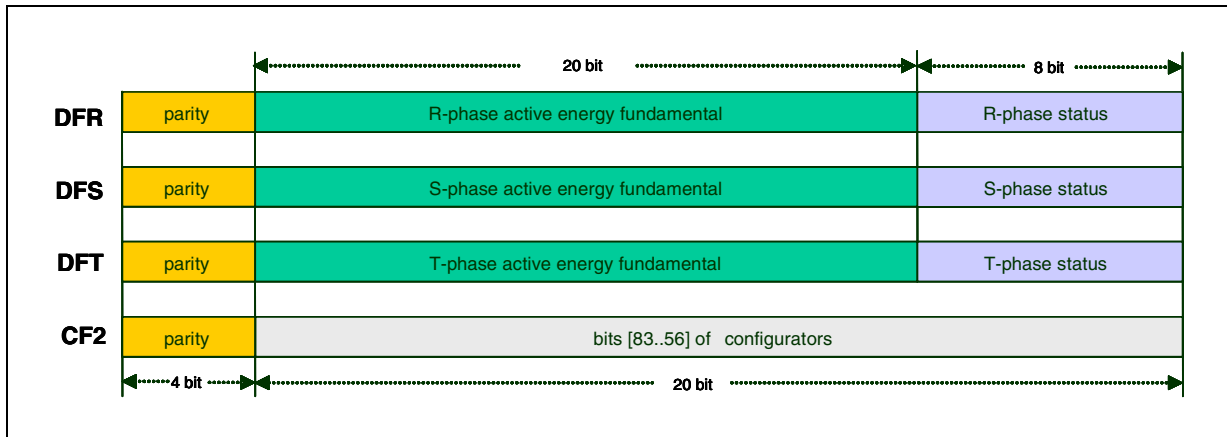 20 bit 8 bit
DFR parity R-phase active energy fundamental R-phase status
DFS parity S-phase active energy fundamental S-phase status
DFT parity T-phase active energy fundamental T-phase status
CF2 parity bits [83..56] of configurators
4 bit 20 bit